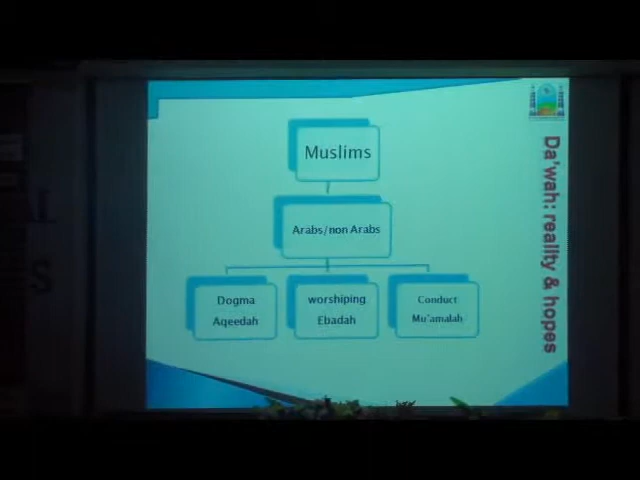 Muslims
Arabs/non Arabs
Dogma
Aqeedah
worshiping
Ebadah
Conduct
Mu'amalah
Da'wah: reality & hopes